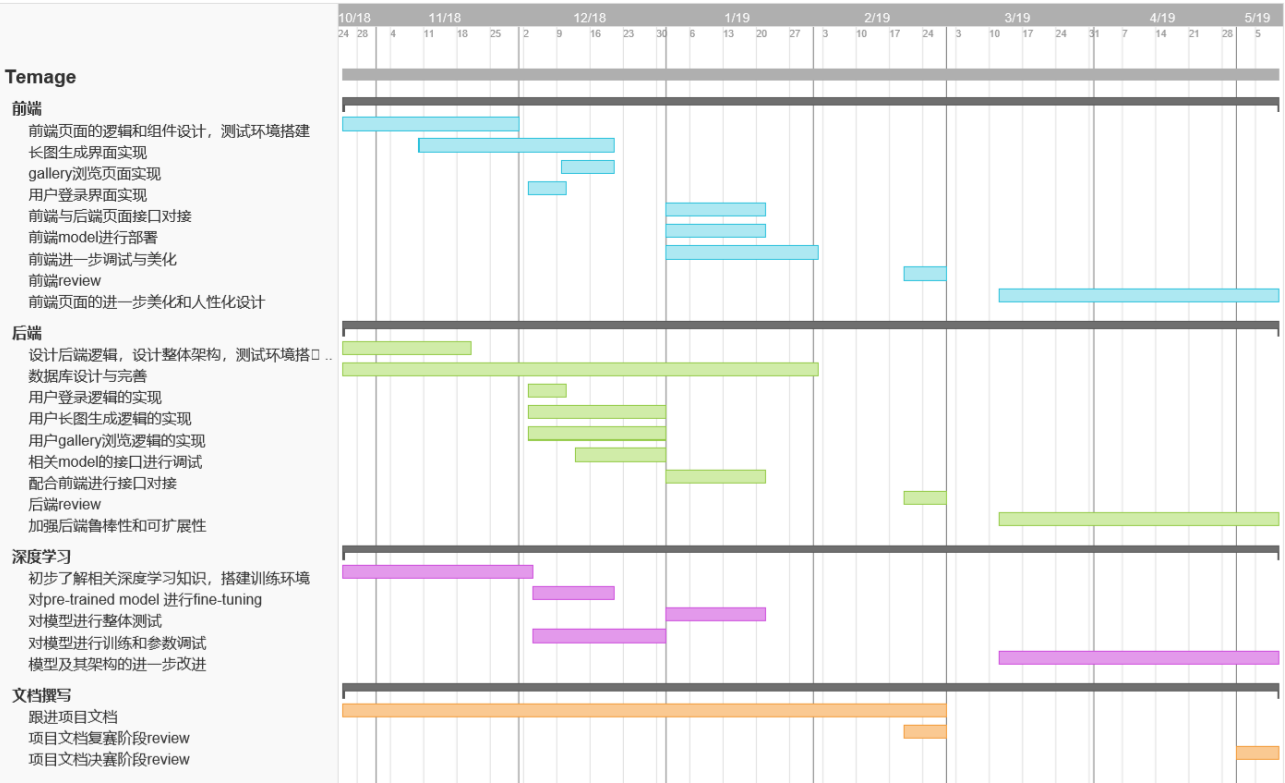 10/18 11/18 12/18 1/19 2/19 3/19 4/19 5/19
24 28 4 11 18 25 2 9 16 23 30 6 13 20 27 3 10 17 24 3 10 17 24 31 7 14 21 28 5
Temage
前端
前端页面的逻辑和组件设计，测试环境搭建
长图生成界面实现
gallery浏览页面实现
用户登录界面实现
前端与后端页面接口对接
前端model进行部署
前端进一步调试与美化
前端review
前端页面的进一步美化和人性化设计
后端
设计后端逻辑，设计整体架构，测试环境搭□ ..
数据库设计与完善
用户登录逻辑的实现
用户长图生成逻辑的实现
用户gallery浏览逻辑的实现
相关model的接口进行调试
配合前端进行接口对接
后端review
加强后端鲁棒性和可扩展性
深度学习
初步了解相关深度学习知识，搭建训练环境
对pre-trained model 进行fine-tuning
对模型进行整体测试
对模型进行训练和参数调试
模型及其架构的进一步改进
文档撰写
跟进项目文档
项目文档复赛阶段review
项目文档决赛阶段review